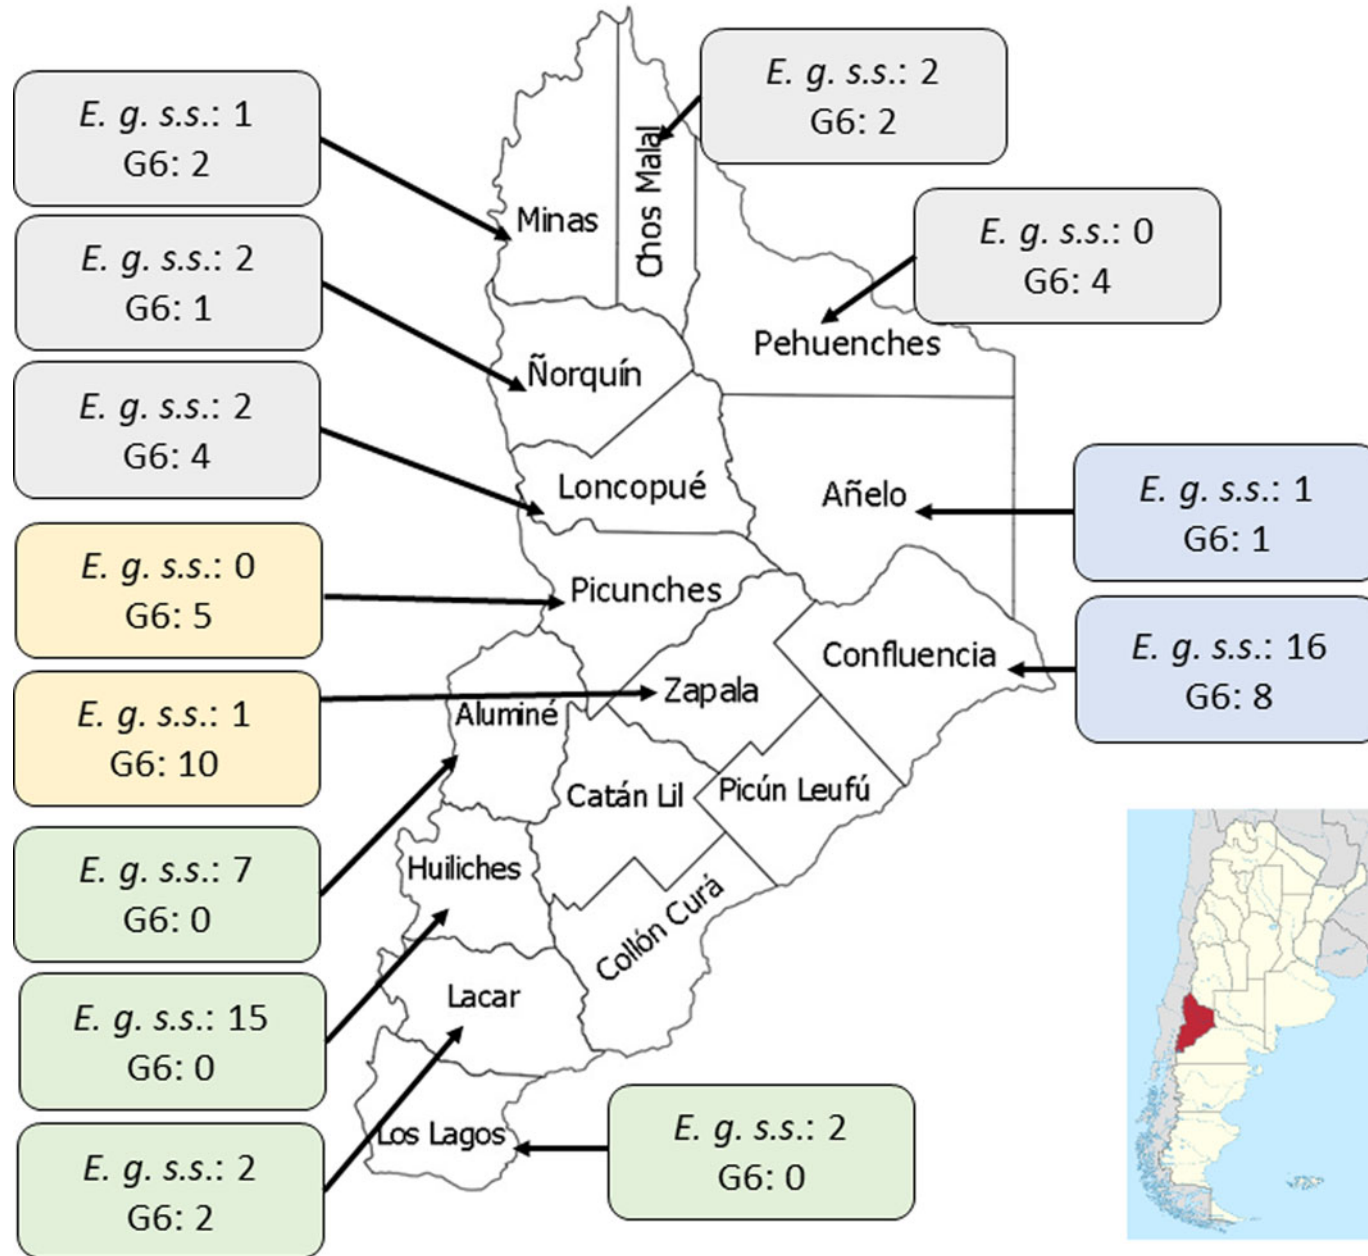 E. g. s.s.: 2
G6: 2
E. g. s.s.: 1
G6: 2
E. g. s.s.: 0
G6: 4
E. g. s.s.: 2
G6: 1
E. g. s.s.: 2
G6: 4
E. g. s.s.: 1
G6: 1
E. g. s.s.: 0
G6: 5
E. g. s.s.: 16
G6: 8
E. g. s.s.: 1
G6: 10
E. g. s.s.: 7
G6: 0
E. g. s.s.: 15
G6: 0
E. g. s.s.: 2
G6: 2
E. g. s.s.: 2
G6: 0
Minas
Chos Malal
Pehuenches
Ñorquín
Loncopué
Añelo
Picunches
Confluencia
Zapala
Aluminé
Catán Lil
Picún Leufú
Huiliches
Collón Curá
Lacar
Los Lagos